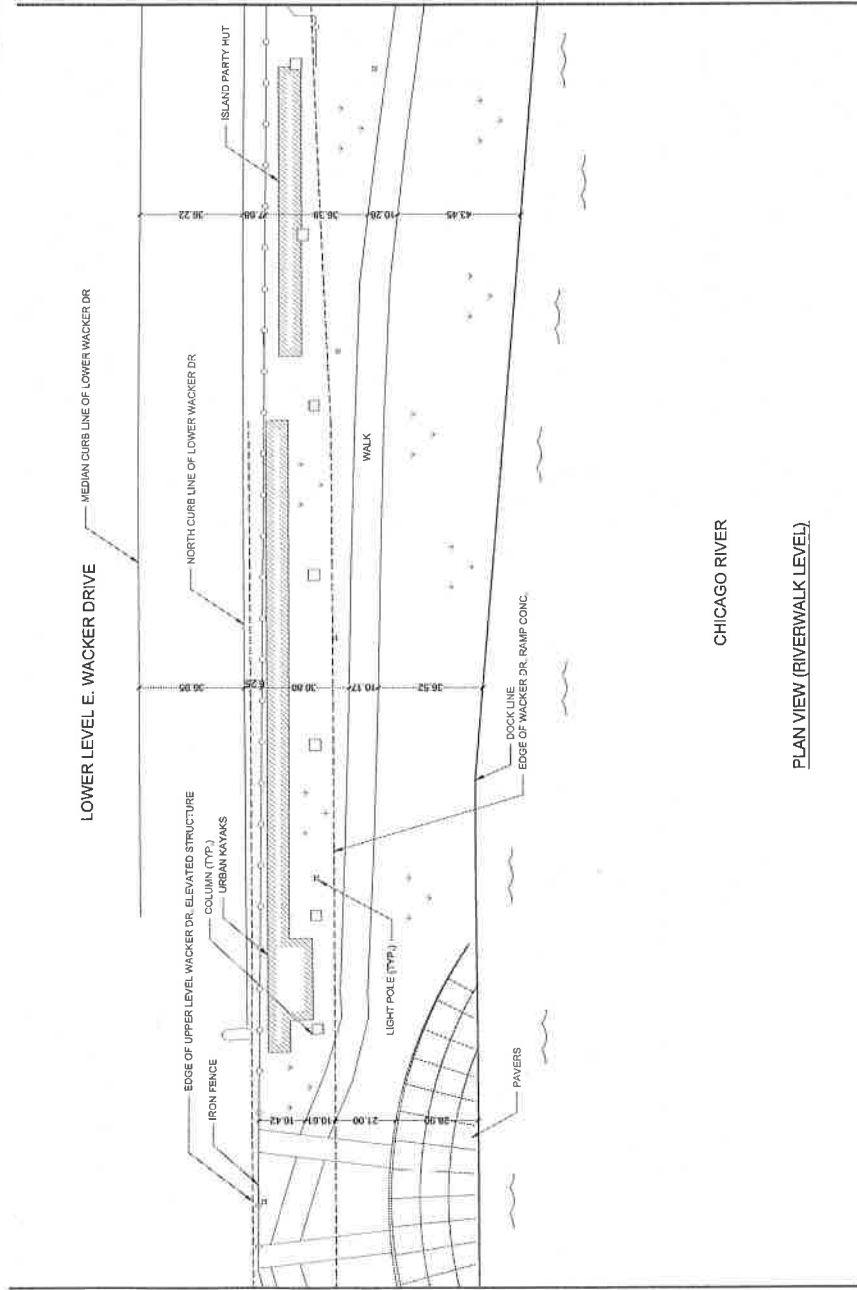 LOWER LEVEL E. WACKER DRIVE
MEDIAN CURB LINE OF LOWER WACKER DR
NORTH CURB LINE OF LOWER WACKER DR
ISLAND PARTY HUT
EDGE OF UPPER LEVEL WACKER DR. ELEVATED STRUCTURE
IRON FENCE
COLUMN (TYP.)
URBAN KAYAKS
36.22
7.68
36.39
10.26
43.45
6.25
30.80
10.17
36.52
16.42
10.61
21.00
28.90
WALK
LIGHT POLE (TYP.)
DOCK LINE
EDGE OF WACKER DR. RAMP CONC.
PAVERS
CHICAGO RIVER
PLAN VIEW (RIVERWALK LEVEL)